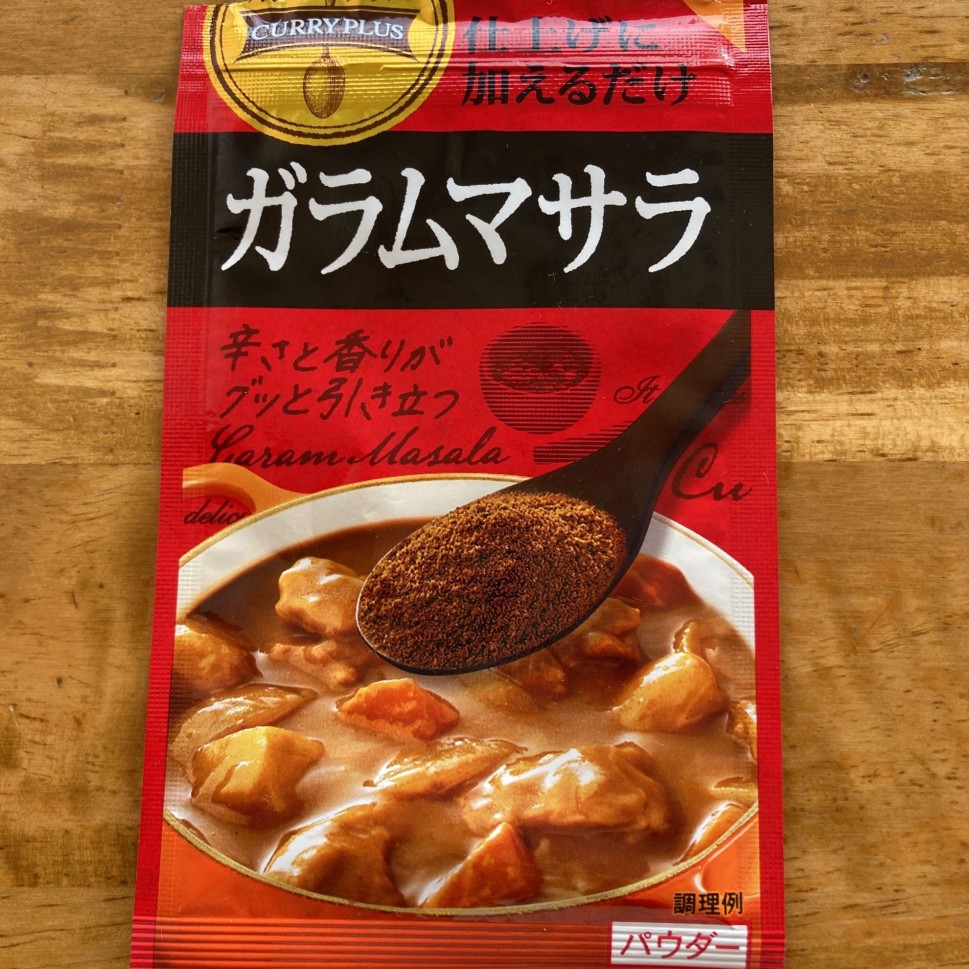 CURRY PLUS
仕上げに
加えるだけ
ガラムマサラ
辛さと香りが
グッと引き立つ
Garam Masala
It
Cu
調理例
パウダー